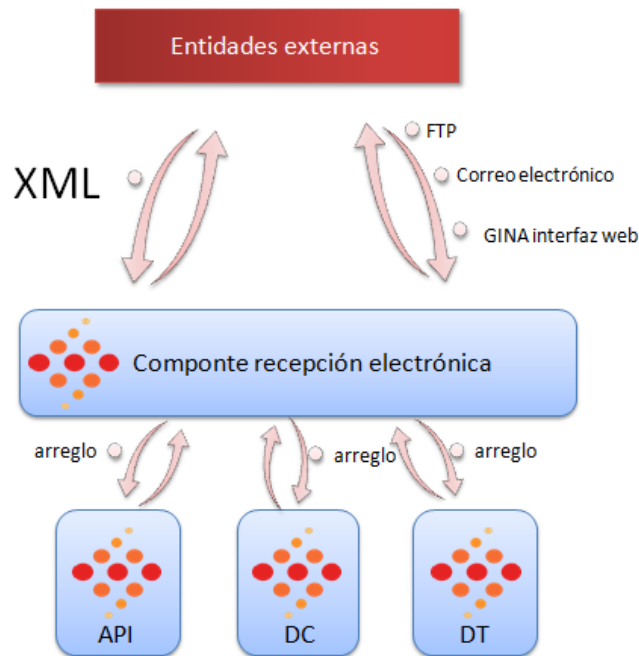 Entidades externas
FTP
XML
Correo electrónico
GINA interfaz web
Componte recepción electrónica
arreglo
arreglo
arreglo
API
DC
DT